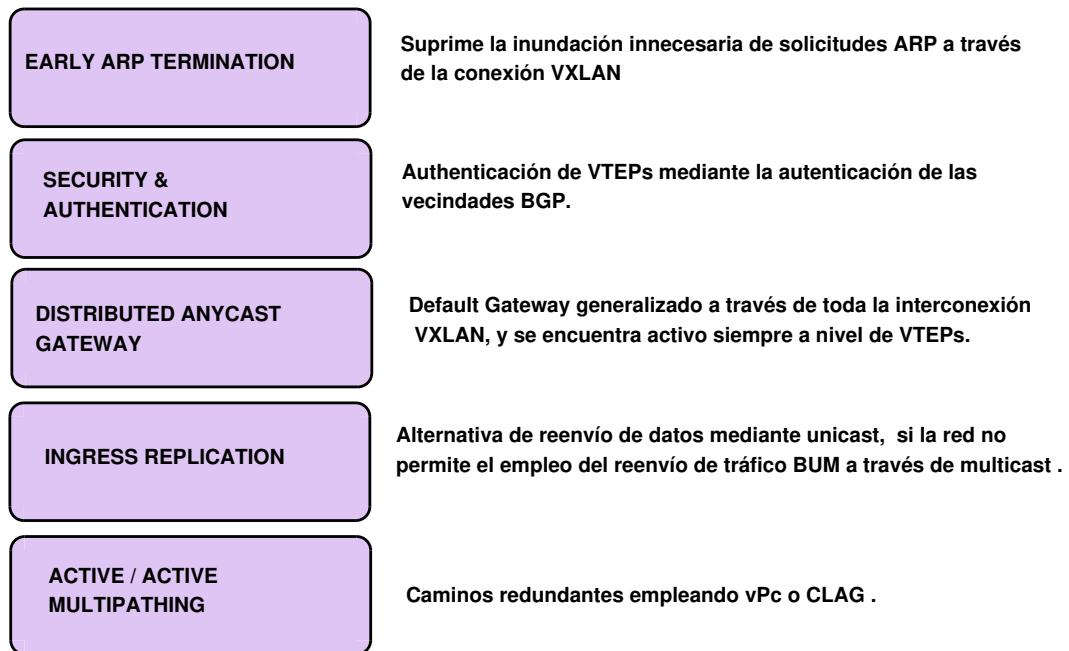 EARLY ARP TERMINATION
Suprime la inundación innecesaria de solicitudes ARP a través
de la conexión VXLAN
SECURITY &
AUTHENTICATION
Authenticación de VTEPs mediante la autenticación de las
vecindades BGP.
DISTRIBUTED ANYCAST
GATEWAY
Default Gateway generalizado a través de toda la interconexión
VXLAN, y se encuentra activo siempre a nivel de VTEPs.
INGRESS REPLICATION
Alternativa de reenvío de datos mediante unicast, si la red no
permite el empleo del reenvío de tráfico BUM a través de multicast .
ACTIVE / ACTIVE
MULTIPATHING
Caminos redundantes empleando vPc o CLAG .